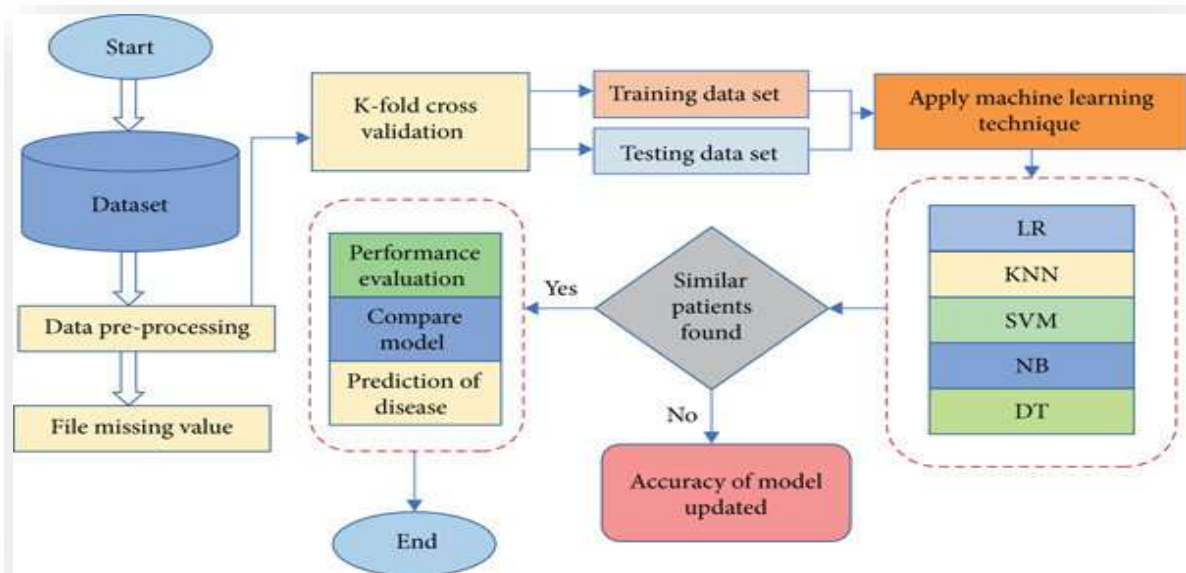 Start
Dataset
Data pre-processing
File missing value
K-fold cross
validation
Training data set
Testing data set
Apply machine learning
technique
LR
KNN
SVM
NB
DT
Similar
patients
found
Yes
No
Performance
evaluation
Compare
model
Prediction of
disease
Accuracy of model
updated
End